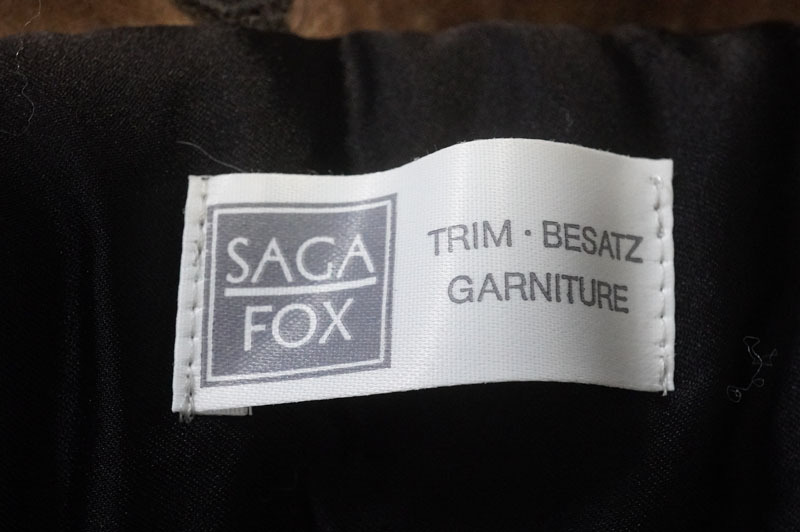 SAGA
FOX
TRIM · BESATZ
GARNITURE